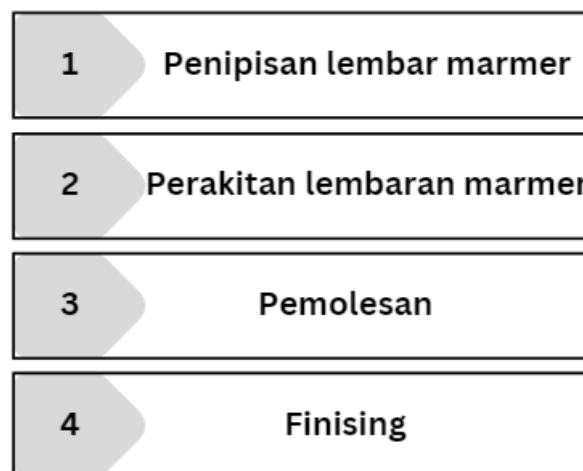 1 Penipisan lembar marmer
2 Perakitan lembaran marmer
3 Pemolesan
4 Finising